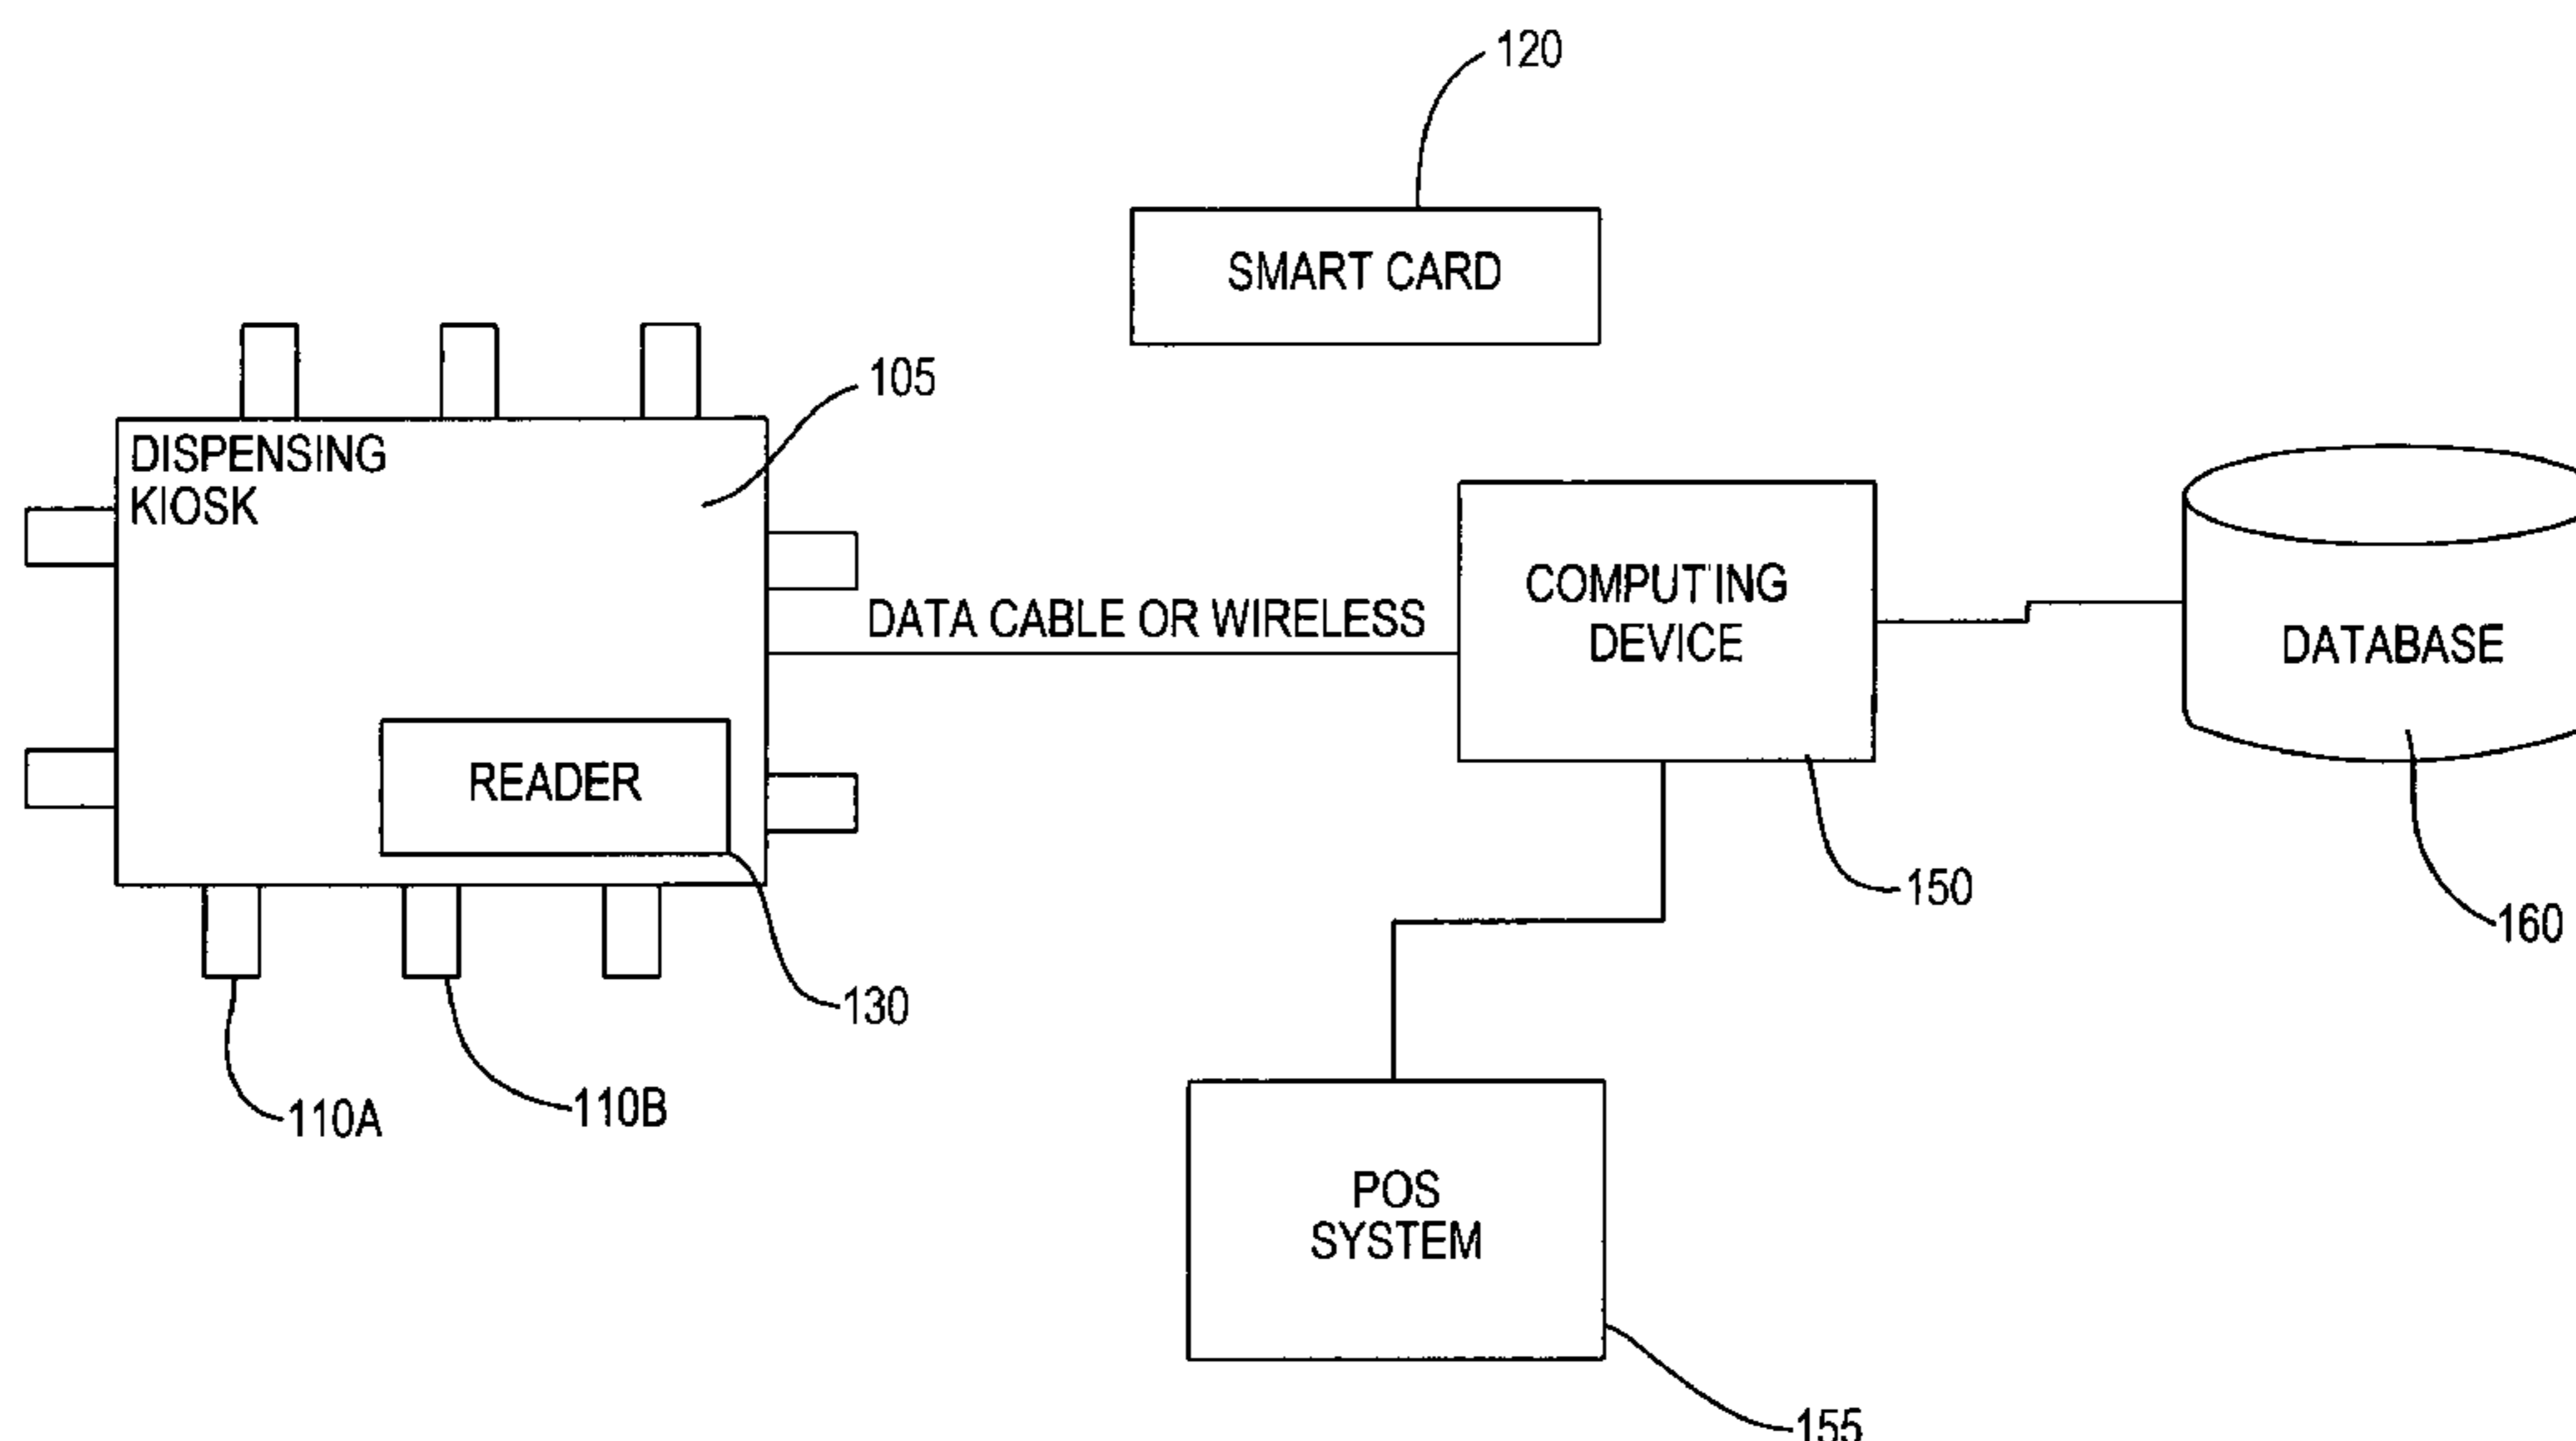 120
SMART CARD
105
DISPENSING
KIOSK
DATA CABLE OR WIRELESS
COMPUTING
DEVICE
DATABASE
READER
150
160
130
110A
110B
POS
SYSTEM
155